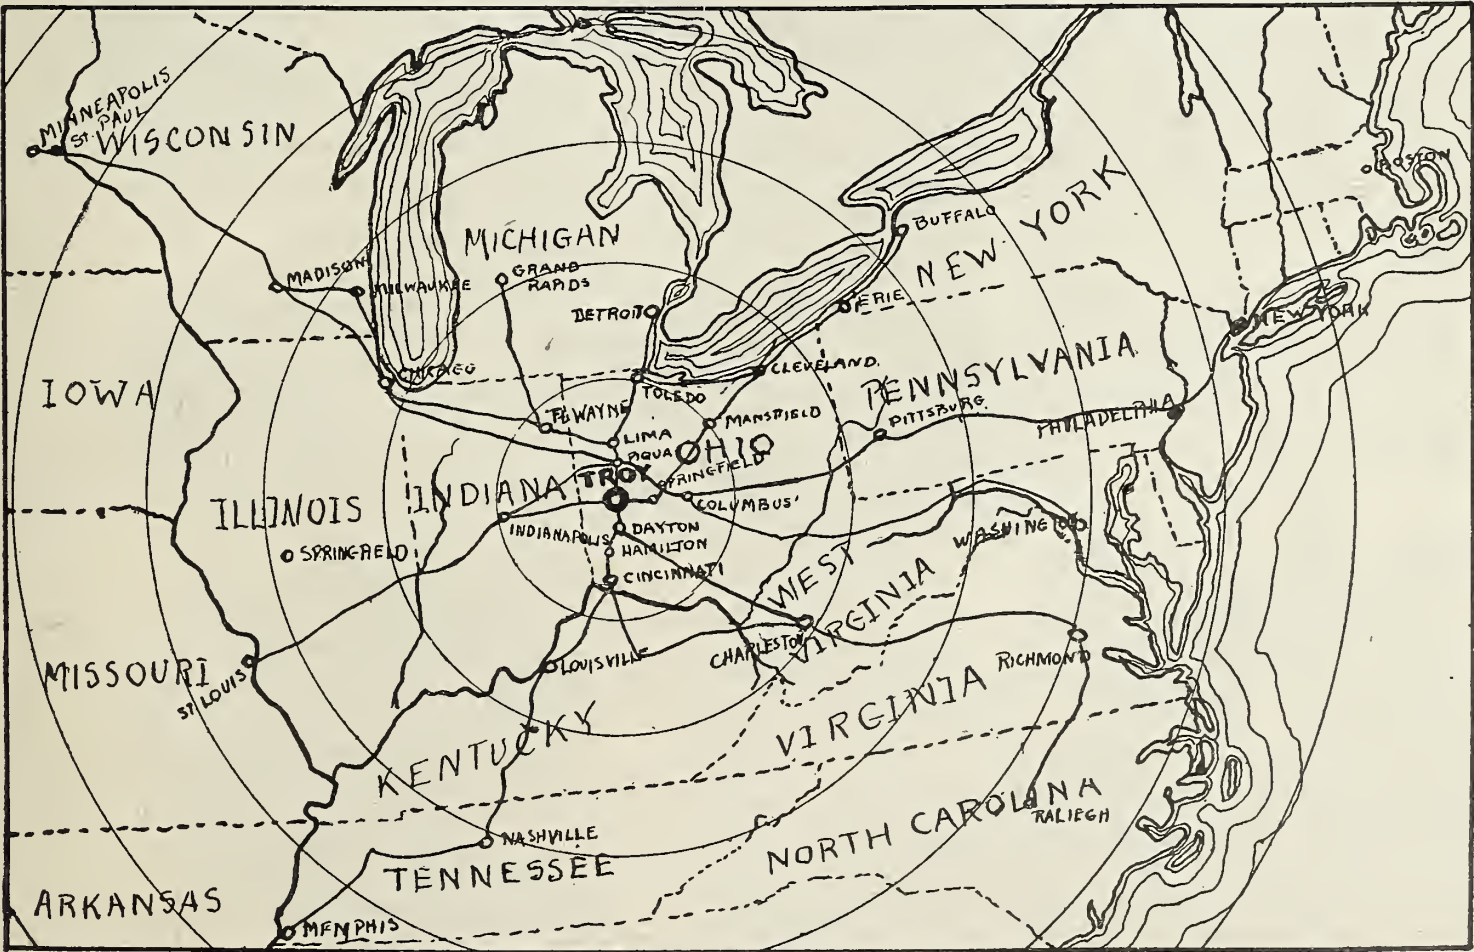 MINNEAPOLIS
ST. PAUL
WISCONSIN
BOSTON
NEW YORK
BUFFALO
MICHIGAN
GRAND
RAPIDS
MADISON
MILWAUKEE
DETROIT
ERIE
NEW YORK
PENNSYLVANIA
CHICAGO
CLEVELAND.
IOWA
TOLEDO
FT. WAYNE
MANSFIELD
PITTSBURG.
PHILADELPHIA
LIMA
OHIO
PIQUA
TROY
SPRINGFIELD
INDIANA
COLUMBUS
ILLINOIS
INDIANAPOLIS
DAYTON
WASHING
SPRINGFIELD
HAMILTON
CINCINNATI
WEST
VIRGINIA
CHARLESTON
LOUISVILLE
RICHMOND
MISSOURI
ST. LOUIS
VIRGINIA
KENTUCKY
NORTH CAROLINA
RALIEGH
NASHVILLE
TENNESSEE
ARKANSAS
MEMPHIS